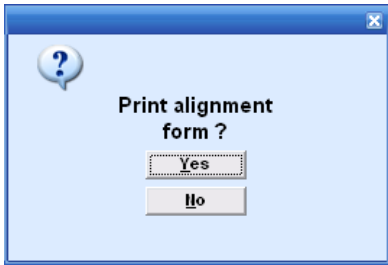 Print alignment
form ?
Yes
No